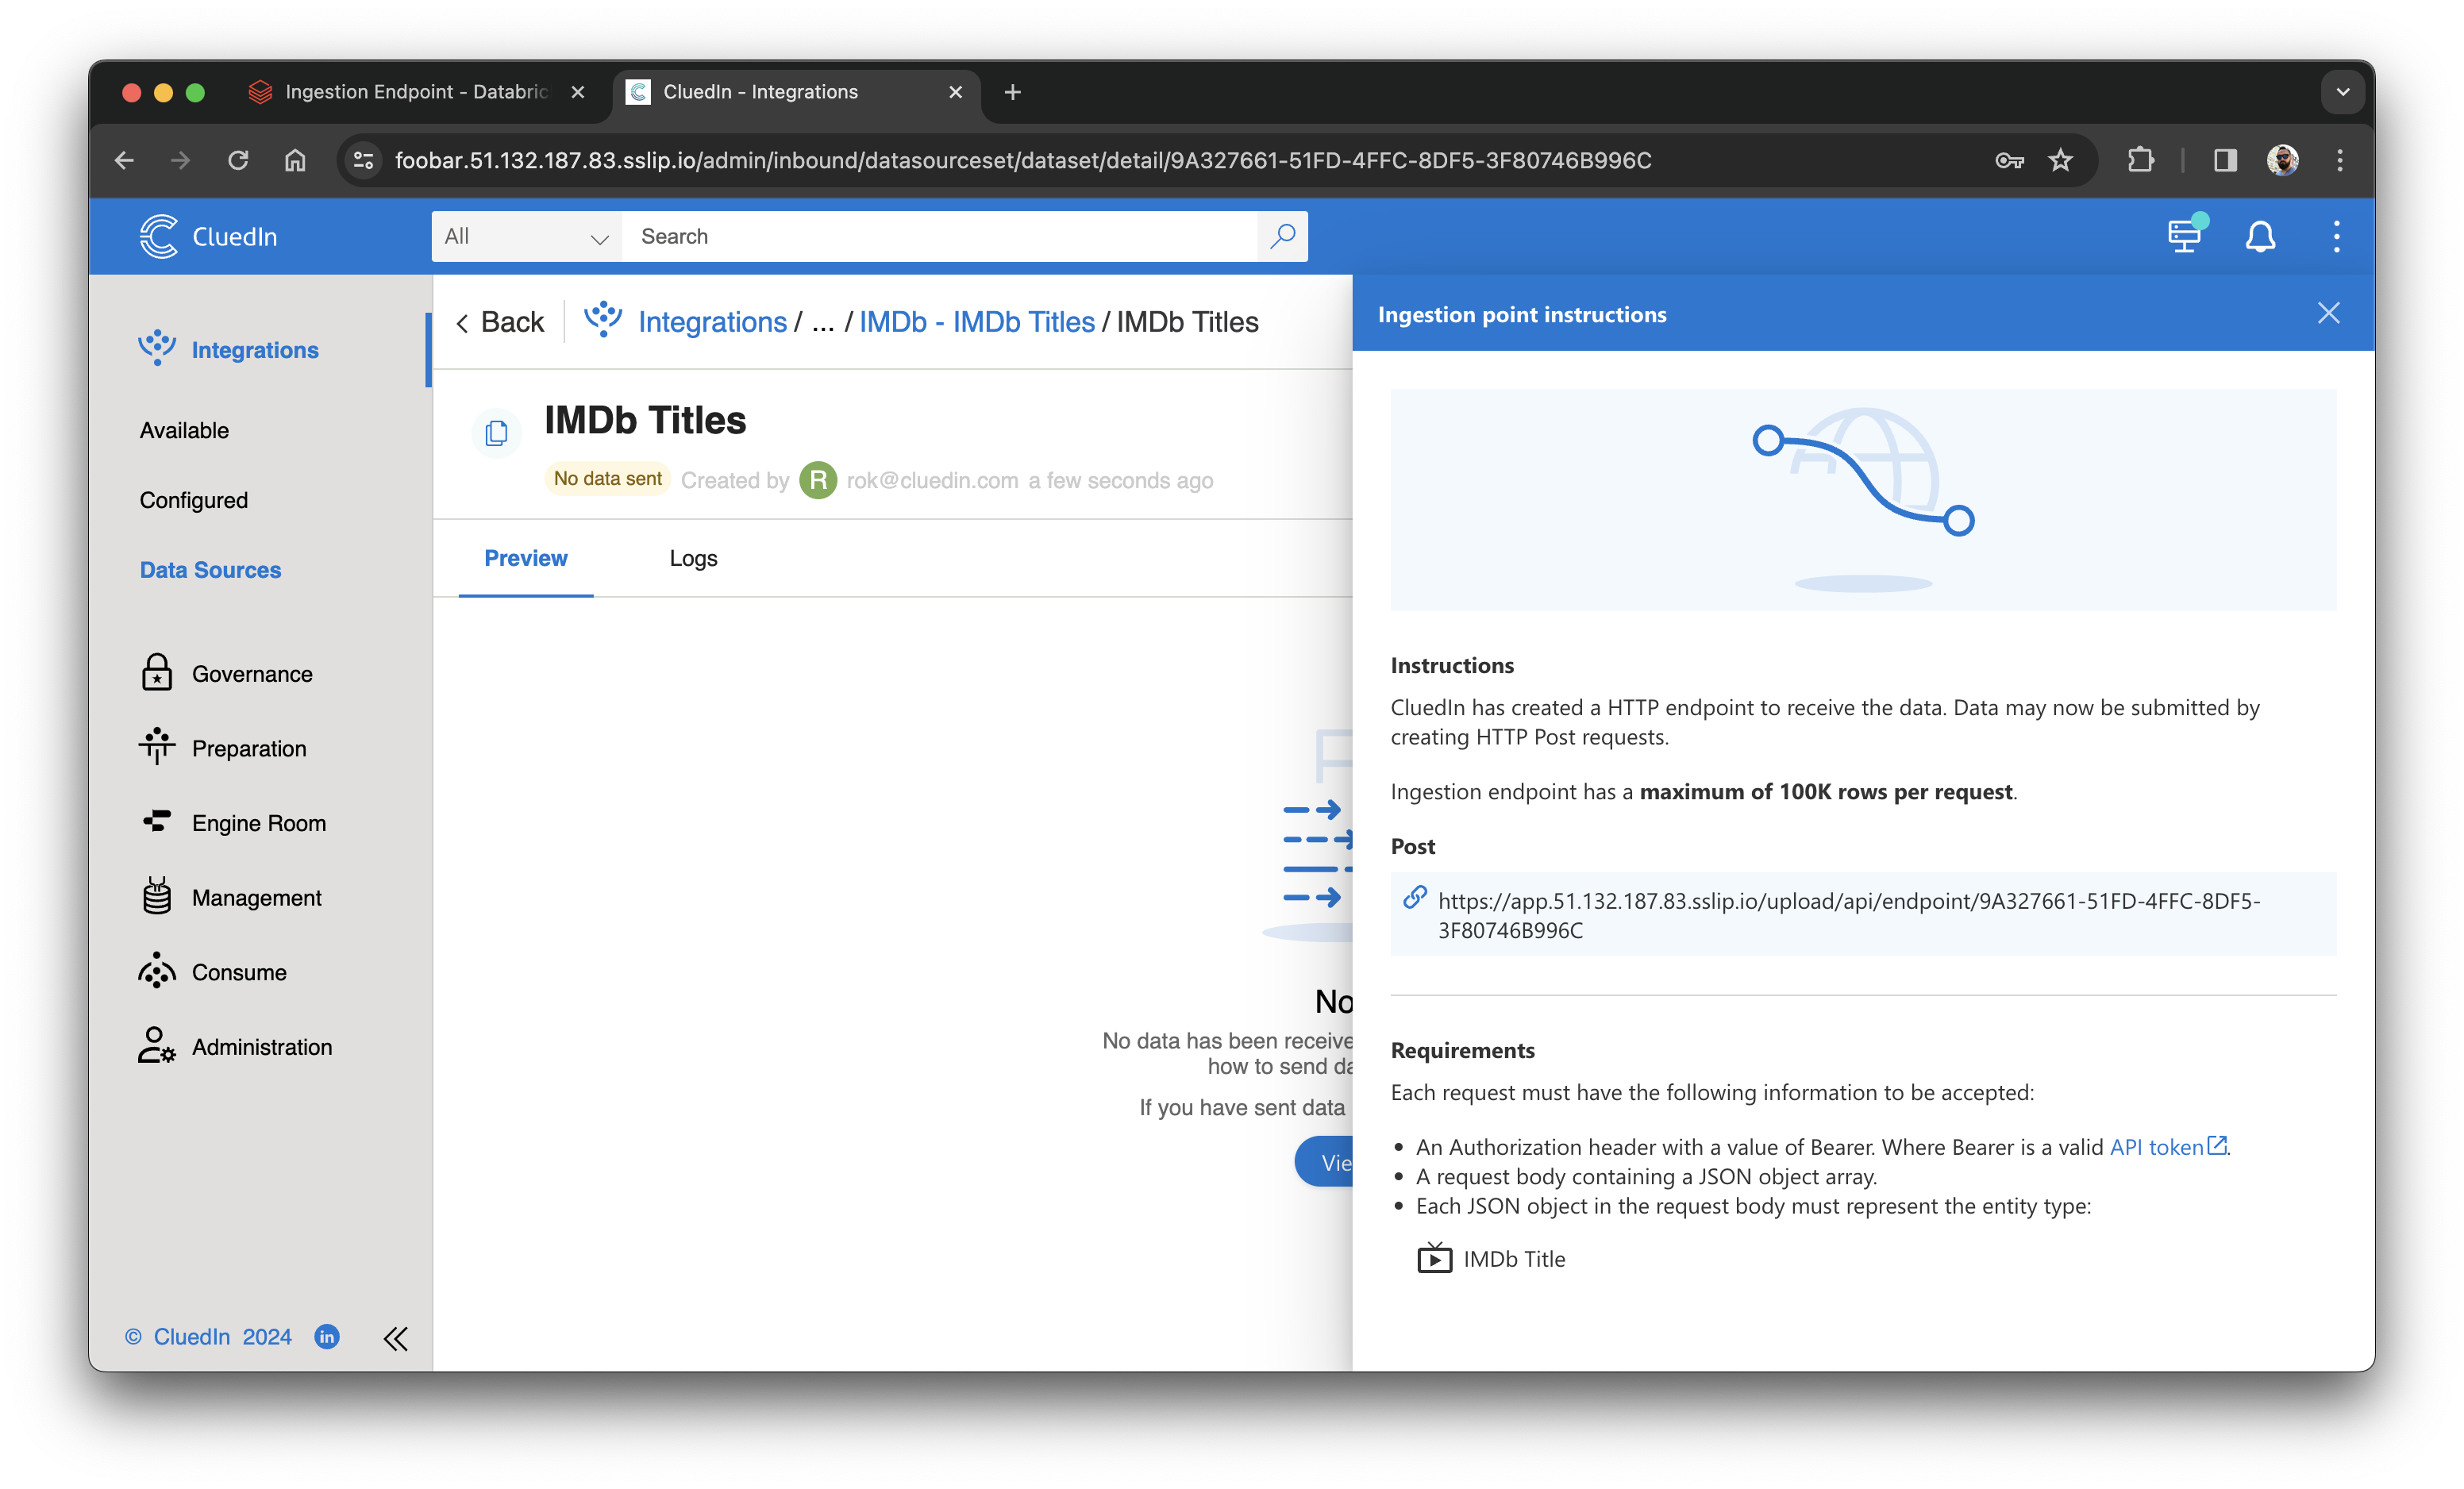 Ingestion Endpoint - Databric
CluedIn - Integrations
foobar.51.132.187.83.sslip.io/admin/inbound/datasourceset/dataset/detail/9A327661-51FD-4FFC-8DF5-3F80746B996C
CluedIn
All
Search
Integrations
Available
Configured
Data Sources
Governance
Preparation
Engine Room
Management
Consume
Administration
© CluedIn 2024
in
Back
Integrations / ... / IMDb - IMDb Titles / IMDb Titles
IMDb Titles
No data sent Created by R rok@cluedin.com a few seconds ago
Preview
Logs
No
No data has been receive
how to send da
If you have sent data
Vie
Ingestion point instructions
Instructions
CluedIn has created a HTTP endpoint to receive the data. Data may now be submitted by
creating HTTP Post requests.
Ingestion endpoint has a maximum of 100K rows per request.
Post
https://app.51.132.187.83.sslip.io/upload/api/endpoint/9A327661-51FD-4FFC-8DF5-
3F80746B996C
Requirements
Each request must have the following information to be accepted:
• An Authorization header with a value of Bearer. Where Bearer is a valid API token.
• A request body containing a JSON object array.
• Each JSON object in the request body must represent the entity type:
IMDb Title